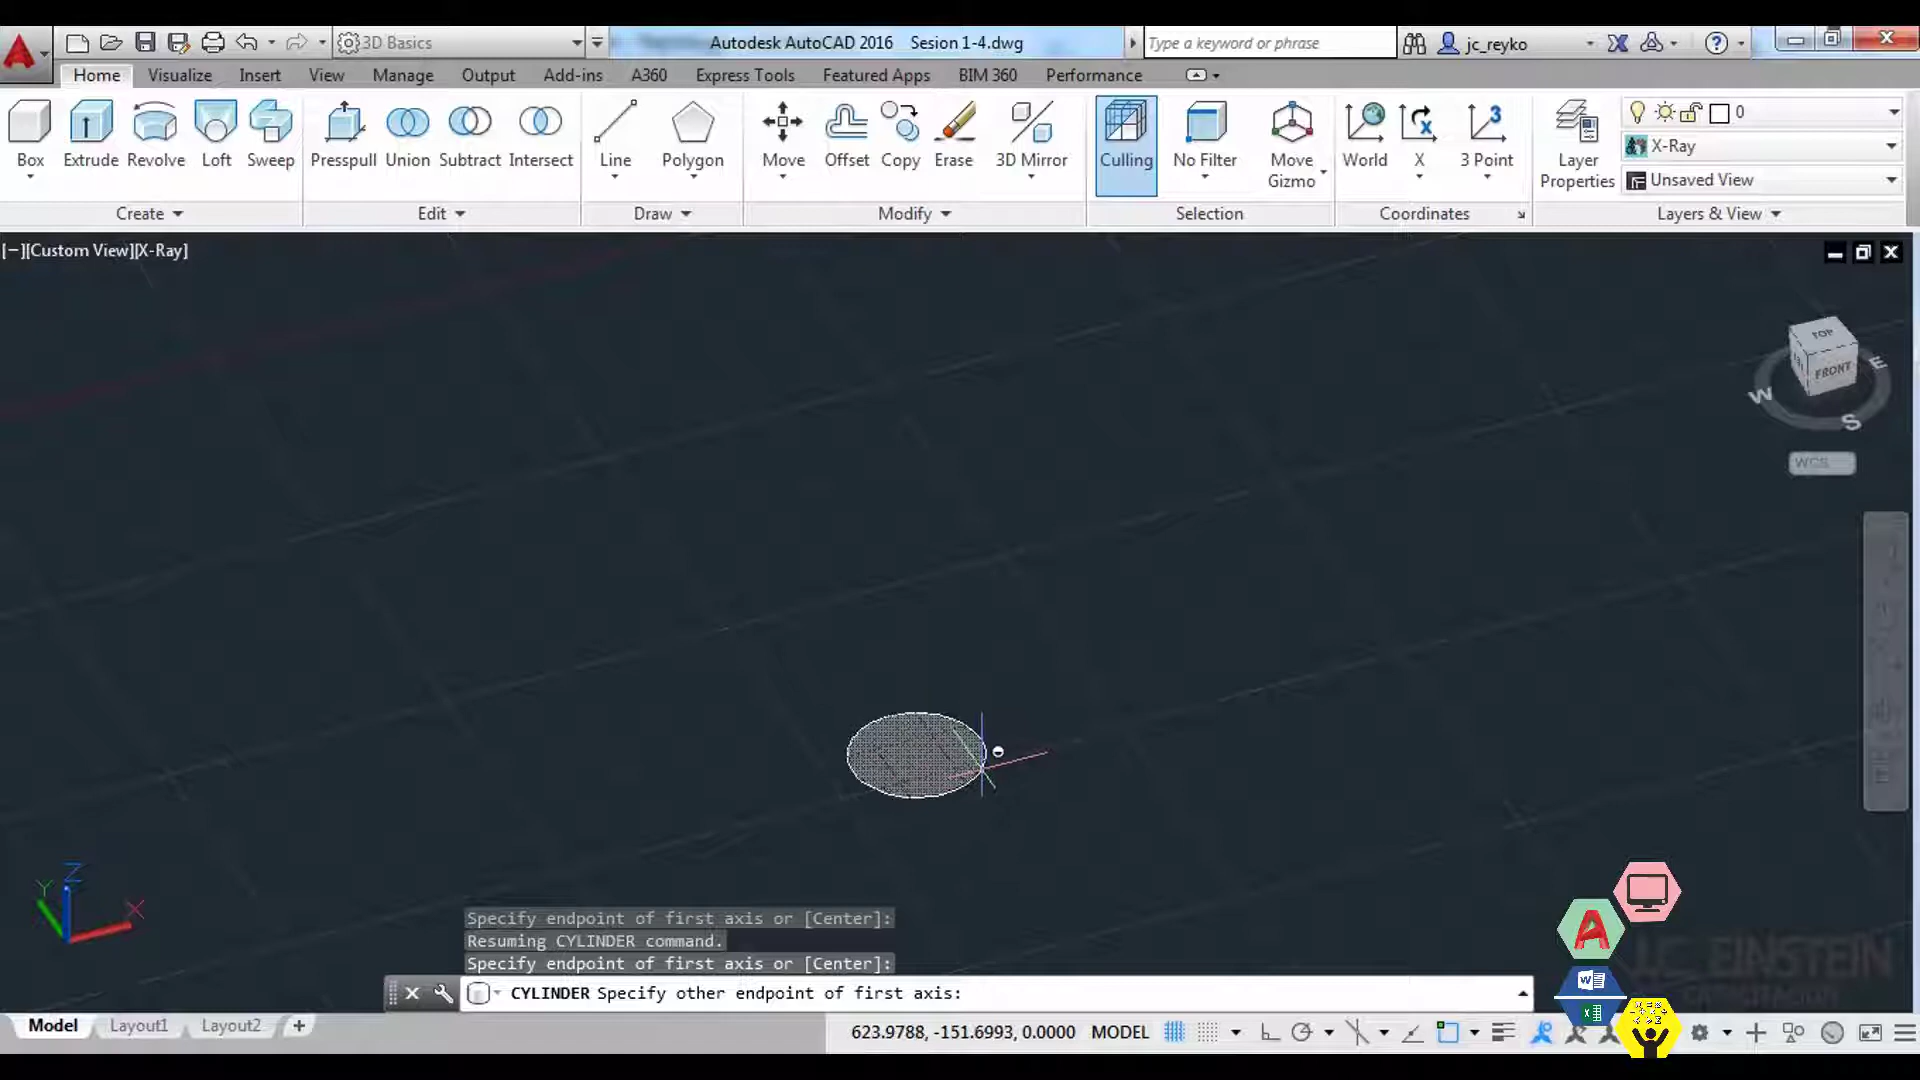 3D Basics
Autodesk AutoCAD 2016 Sesion 1-4.dwg
Type a keyword or phrase
jc_reyko
Home Visualize Insert View Manage Output Add-ins A360 Express Tools Featured Apps BIM 360 Performance
Box Extrude Revolve Loft Sweep Presspull Union Subtract Intersect Line Polygon Move Offset Copy Erase 3D Mirror Culling No Filter Move Gizmo World X 3 Point Layer Properties
0
X-Ray
Unsaved View
Create Edit Draw Modify Selection Coordinates Layers & View
[−][Custom View][X-Ray]
TOP
FRONT
W
E
S
WCS
Z
Y
X
Specify endpoint of first axis or [Center]:
Resuming CYLINDER command.
Specify endpoint of first axis or [Center]:
CYLINDER Specify other endpoint of first axis:
J.C EINSTEIN
CAPACITACION
Model Layout1 Layout2 +
623.9788, -151.6993, 0.0000 MODEL